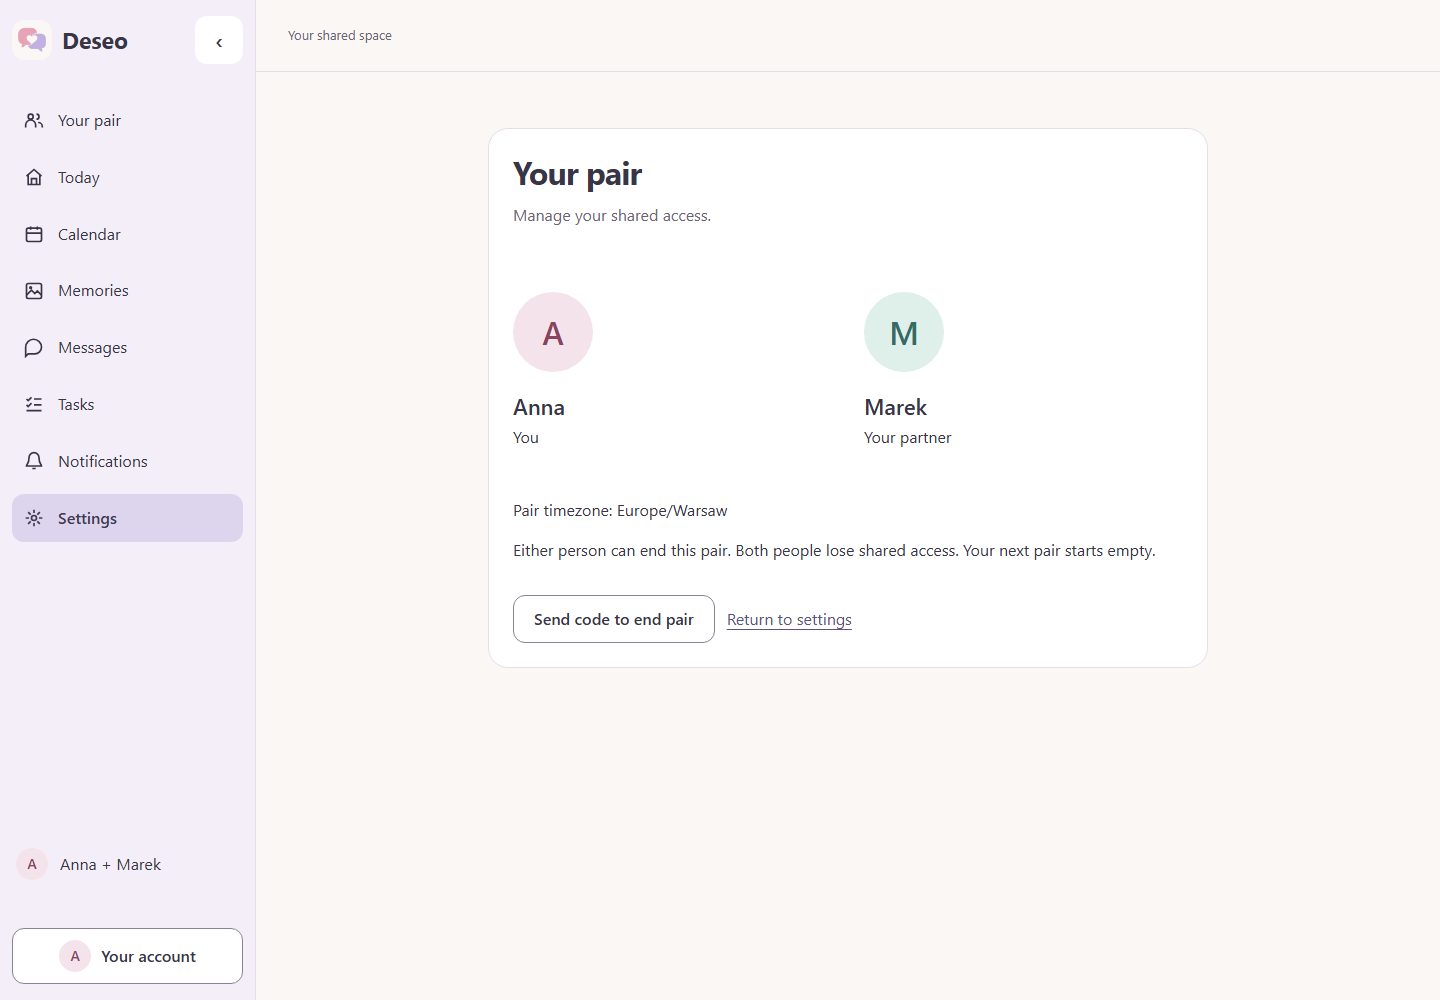 Deseo
‹
Your pair
Today
Calendar
Memories
Messages
Tasks
Notifications
Settings
A
Anna + Marek
A
Your account
Your shared space
Your pair
Manage your shared access.
A
Anna
You
M
Marek
Your partner
Pair timezone: Europe/Warsaw
Either person can end this pair. Both people lose shared access. Your next pair starts empty.
Send code to end pair
Return to settings